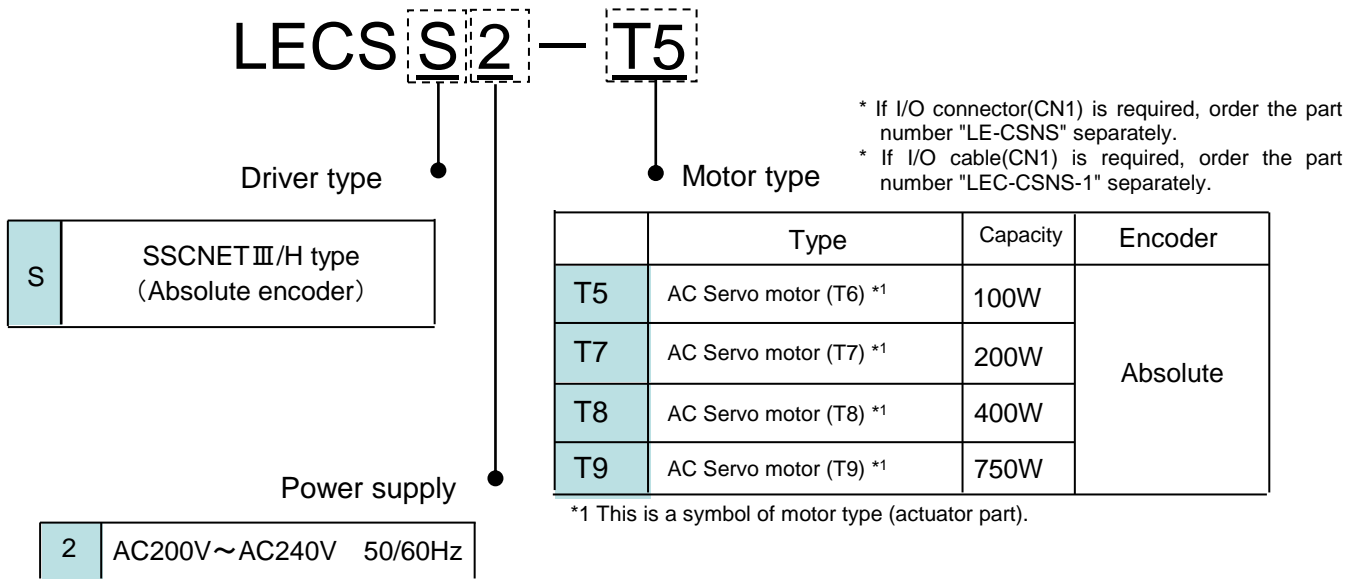 LECS S 2 － T5
* If I/O connector(CN1) is required, order the part
number "LE-CSNS" separately.
* If I/O cable(CN1) is required, order the part
number "LEC-CSNS-1" separately.
Driver type
Motor type
S SSCNETⅢ/H type
（Absolute encoder）
Type Capacity Encoder
T5 AC Servo motor (T6) *1 100W
T7 AC Servo motor (T7) *1 200W
Absolute
T8 AC Servo motor (T8) *1 400W
T9 AC Servo motor (T9) *1 750W
*1 This is a symbol of motor type (actuator part).
Power supply
2 AC200V～AC240V 50/60Hz